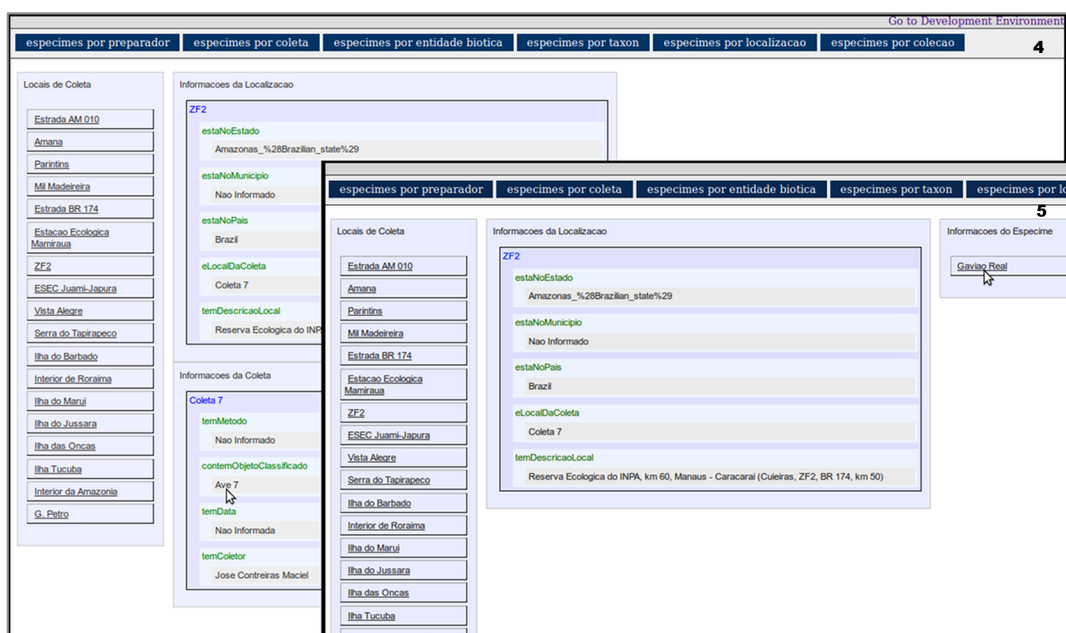 Go to Development Environment
especimes por preparador especimes por coleta especimes por entidade biotica especimes por taxon especimes por localizacao especimes por colecao
4
Locais de Coleta
Estrada AM 010
Amana
Parintins
Mil Madeireira
Estrada BR 174
Estacao Ecologica
Mamiraua
ZF2
ESEC Juami-Japura
Vista Alegre
Serra do Tapirapeco
Ilha do Barbado
Interior de Roraima
Ilha do Marui
Ilha do Jussara
Ilha das Oncas
Ilha Tucuba
Interior da Amazonia
G. Petro
Informacoes da Localizacao
ZF2
estaNoEstado
Amazonas_%28Brazilian_state%29
estaNoMunicipio
Nao Informado
estaNoPais
Brazil
eLocalDaColeta
Coleta 7
temDescricaoLocal
Reserva Ecologica do INP
Informacoes da Coleta
Coleta 7
temMetodo
Nao Informado
contemObjetoClassificado
Ave 7
temData
Nao Informada
temColetor
Jose Contreiras Maciel
especimes por preparador especimes por coleta especimes por entidade biotica especimes por taxon especimes por lo
5
Locais de Coleta
Estrada AM 010
Amana
Parintins
Mil Madeireira
Estrada BR 174
Estacao Ecologica
Mamiraua
ZF2
ESEC Juami-Japura
Vista Alegre
Serra do Tapirapeco
Ilha do Barbado
Interior de Roraima
Ilha do Marui
Ilha do Jussara
Ilha das Oncas
Ilha Tucuba
Informacoes da Localizacao
ZF2
estaNoEstado
Amazonas_%28Brazilian_state%29
estaNoMunicipio
Nao Informado
estaNoPais
Brazil
eLocalDaColeta
Coleta 7
temDescricaoLocal
Reserva Ecologica do INPA, km 60, Manaus - Caracarai (Cuieiras, ZF2, BR 174, km 50)
Informacoes do Especime
Gaviao Real